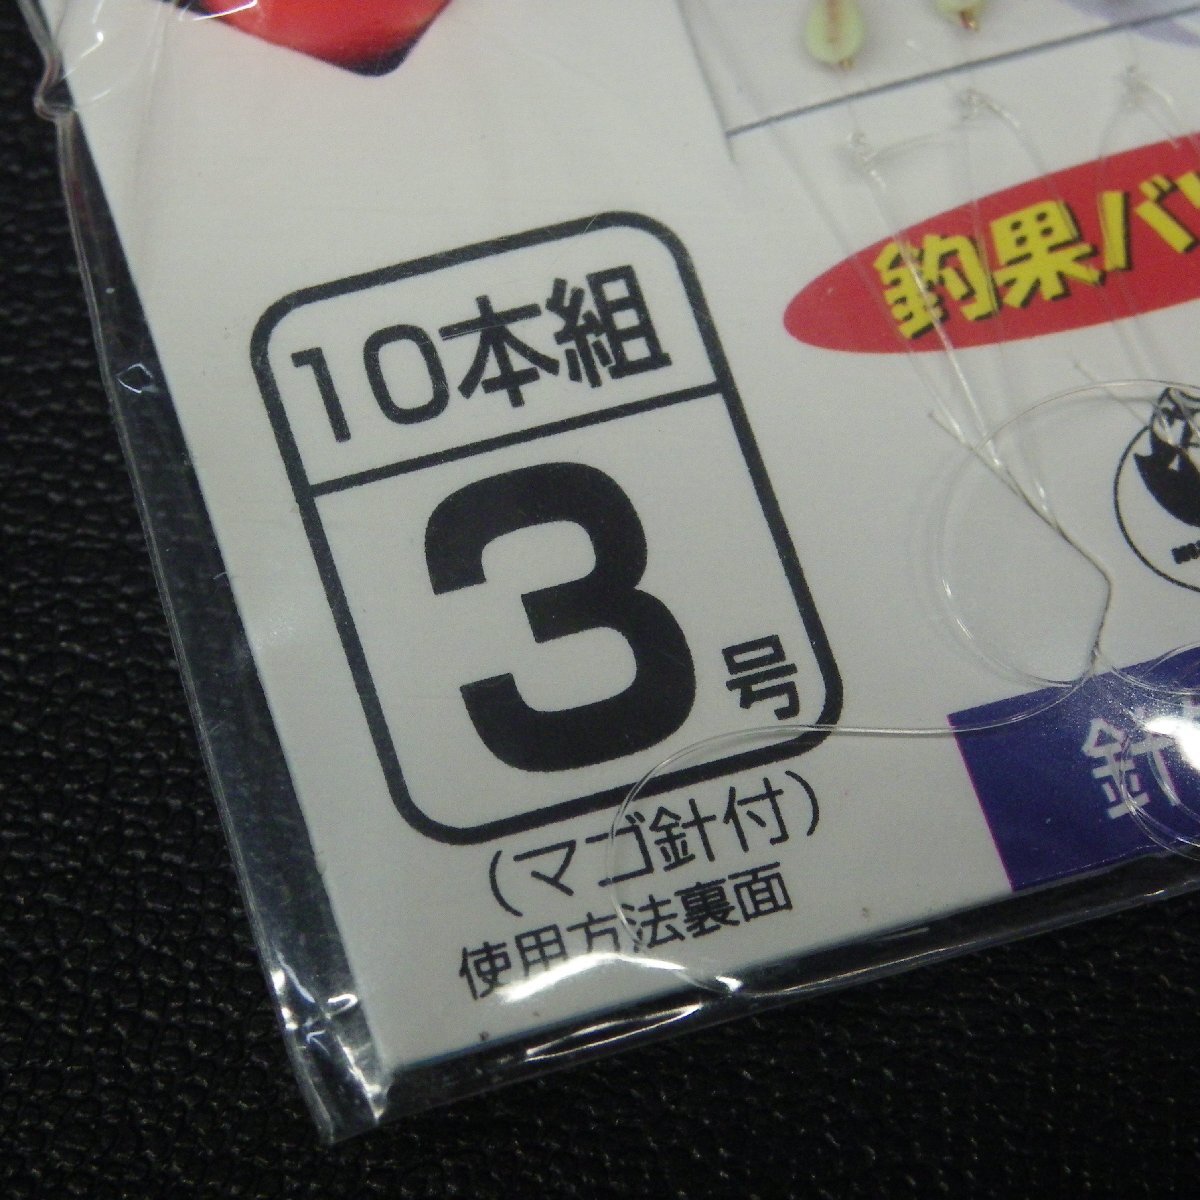 釣果バ
10本組
3号
(マゴ針付)
使用方法裏面
針